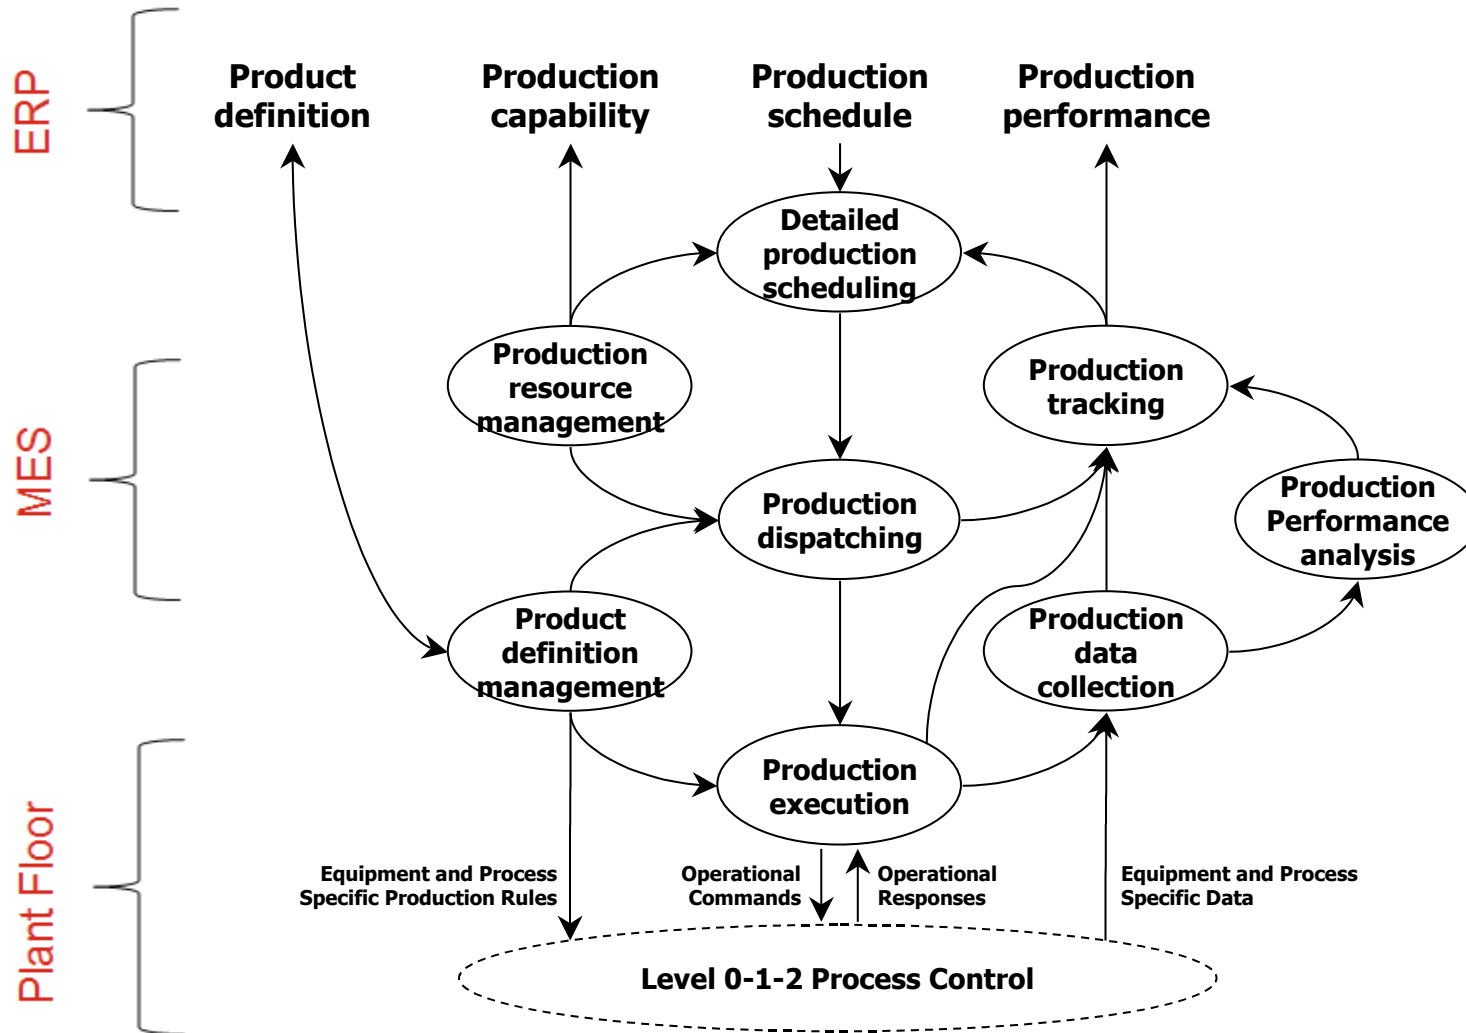 ERP
Product
definition
Production
capability
Production
schedule
Production
performance
Detailed
production
scheduling
MES
Production
resource
management
Production
tracking
Production
dispatching
Production
Performance
analysis
Product
definition
management
Production
data
collection
Plant Floor
Production
execution
Equipment and Process
Specific Production Rules
Operational
Commands
Operational
Responses
Equipment and Process
Specific Data
Level 0-1-2 Process Control